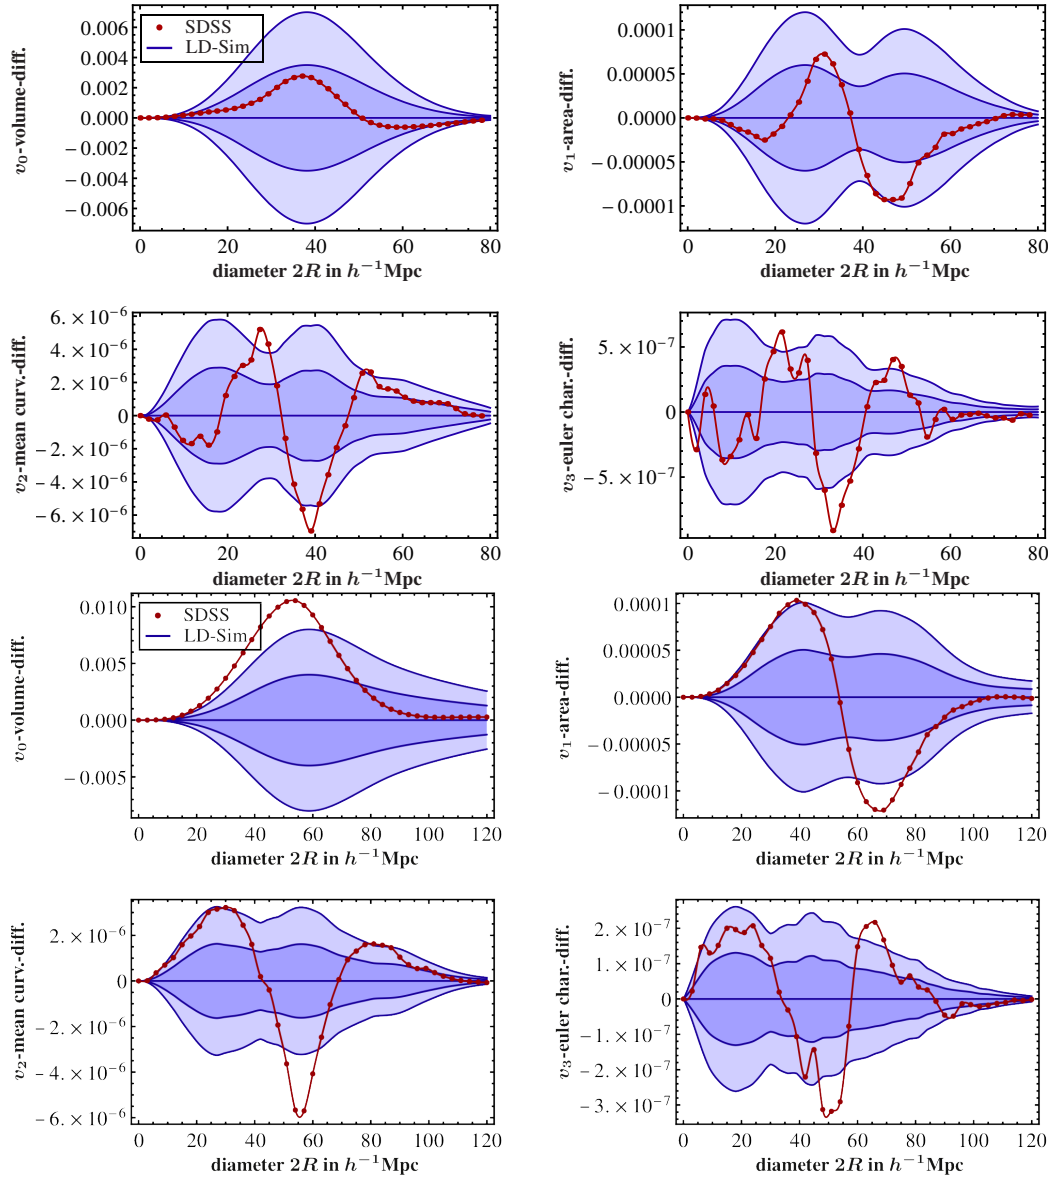 SDSS
LD-Sim
v₀-volume-diff.
0.006
0.004
0.002
0.000
−0.002
−0.004
−0.006
0 20 40 60 80
diameter 2R in h⁻¹Mpc
v₁-area-diff.
0.0001
0.00005
0.0000
−0.00005
−0.0001
0 20 40 60 80
diameter 2R in h⁻¹Mpc
v₂-mean curv.-diff.
6. × 10⁻⁶
4. × 10⁻⁶
2. × 10⁻⁶
0
−2. × 10⁻⁶
−4. × 10⁻⁶
−6. × 10⁻⁶
0 20 40 60 80
diameter 2R in h⁻¹Mpc
v₃-euler char.-diff.
5. × 10⁻⁷
0
−5. × 10⁻⁷
0 20 40 60 80
diameter 2R in h⁻¹Mpc
SDSS
LD-Sim
v₀-volume-diff.
0.010
0.005
0.000
−0.005
0 20 40 60 80 100 120
diameter 2R in h⁻¹Mpc
v₁-area-diff.
0.0001
0.00005
0.0000
−0.00005
−0.0001
0 20 40 60 80 100 120
diameter 2R in h⁻¹Mpc
v₂-mean curv.-diff.
2. × 10⁻⁶
0
−2. × 10⁻⁶
−4. × 10⁻⁶
−6. × 10⁻⁶
0 20 40 60 80 100 120
diameter 2R in h⁻¹Mpc
v₃-euler char.-diff.
2. × 10⁻⁷
1. × 10⁻⁷
0
−1. × 10⁻⁷
−2. × 10⁻⁷
−3. × 10⁻⁷
0 20 40 60 80 100 120
diameter 2R in h⁻¹Mpc